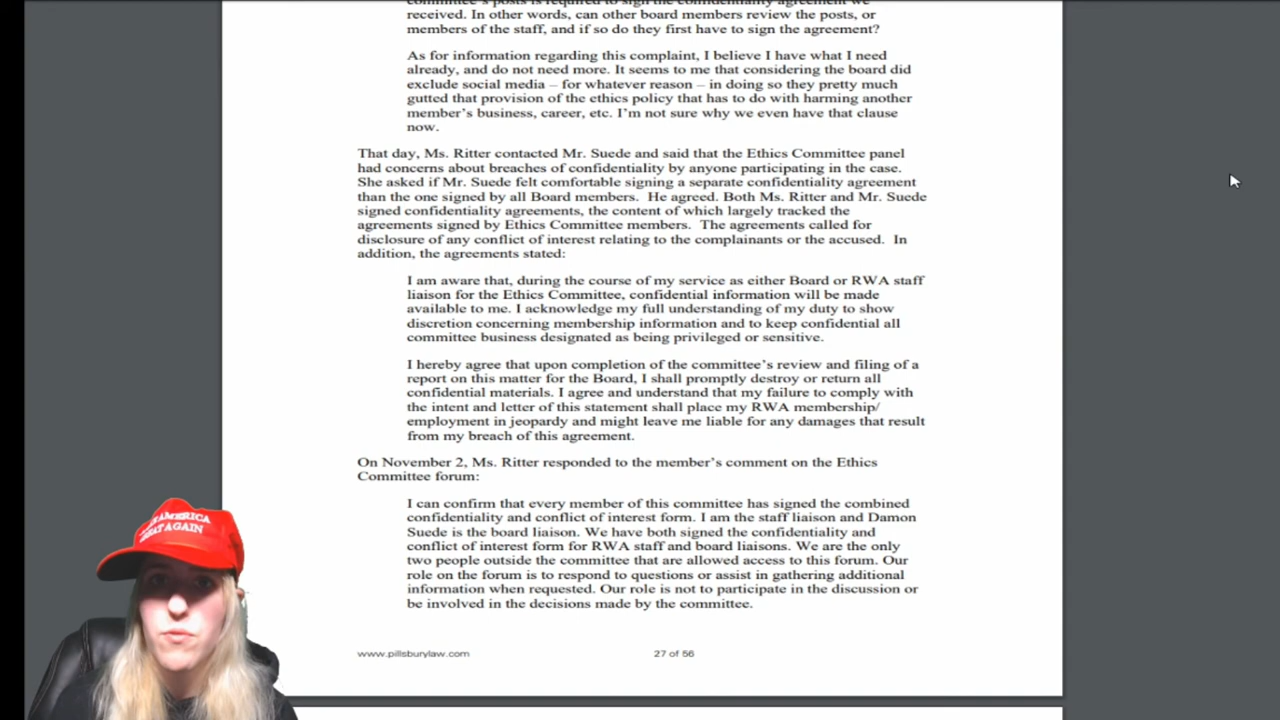 committee's posts is required to sign the confidentiality agreement we
received. In other words, can other board members review the posts, or
members of the staff, and if so do they first have to sign the agreement?
As for information regarding this complaint, I believe I have what I need
already, and do not need more. It seems to me that considering the board did
exclude social media – for whatever reason – in doing so they pretty much
gutted that provision of the ethics policy that has to do with harming another
member's business, career, etc. I'm not sure why we even have that clause
now.
That day, Ms. Ritter contacted Mr. Suede and said that the Ethics Committee panel
had concerns about breaches of confidentiality by anyone participating in the case.
She asked if Mr. Suede felt comfortable signing a separate confidentiality agreement
than the one signed by all Board members. He agreed. Both Ms. Ritter and Mr. Suede
signed confidentiality agreements, the content of which largely tracked the
agreements signed by Ethics Committee members. The agreements called for
disclosure of any conflict of interest relating to the complainants or the accused. In
addition, the agreements stated:
I am aware that, during the course of my service as either Board or RWA staff
liaison for the Ethics Committee, confidential information will be made
available to me. I acknowledge my full understanding of my duty to show
discretion concerning membership information and to keep confidential all
committee business designated as being privileged or sensitive.
I hereby agree that upon completion of the committee's review and filing of a
report on this matter for the Board, I shall promptly destroy or return all
confidential materials. I agree and understand that my failure to comply with
the intent and letter of this statement shall place my RWA membership/
employment in jeopardy and might leave me liable for any damages that result
from my breach of this agreement.
On November 2, Ms. Ritter responded to the member's comment on the Ethics
Committee forum:
I can confirm that every member of this committee has signed the combined
confidentiality and conflict of interest form. I am the staff liaison and Damon
Suede is the board liaison. We have both signed the confidentiality and
conflict of interest form for RWA staff and board liaisons. We are the only
two people outside the committee that are allowed access to this forum. Our
role on the forum is to respond to questions or assist in gathering additional
information when requested. Our role is not to participate in the discussion or
be involved in the decisions made by the committee.
www.pillsburylaw.com 27 of 56
AMERICA
AGAIN